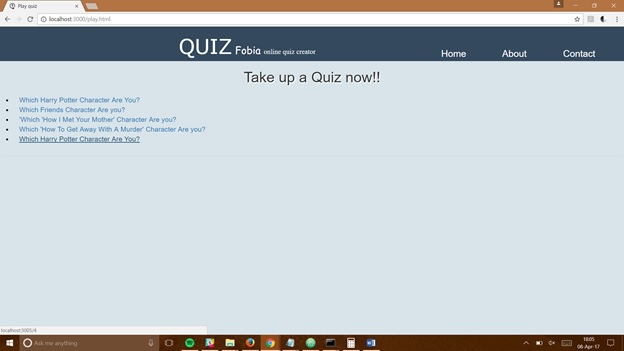 Play quiz
localhost:3000/play.html
QUIZ Fobia online quiz creator
Home About Contact
Take up a Quiz now!!
Which Harry Potter Character Are You?
Which Friends Character Are you?
'Which 'How I Met Your Mother' Character Are you?
Which 'How To Get Away With A Murder' Character Are you?
Which Harry Potter Character Are You?
localhost:3005/4
Ask me anything
18:05
08-Apr-17